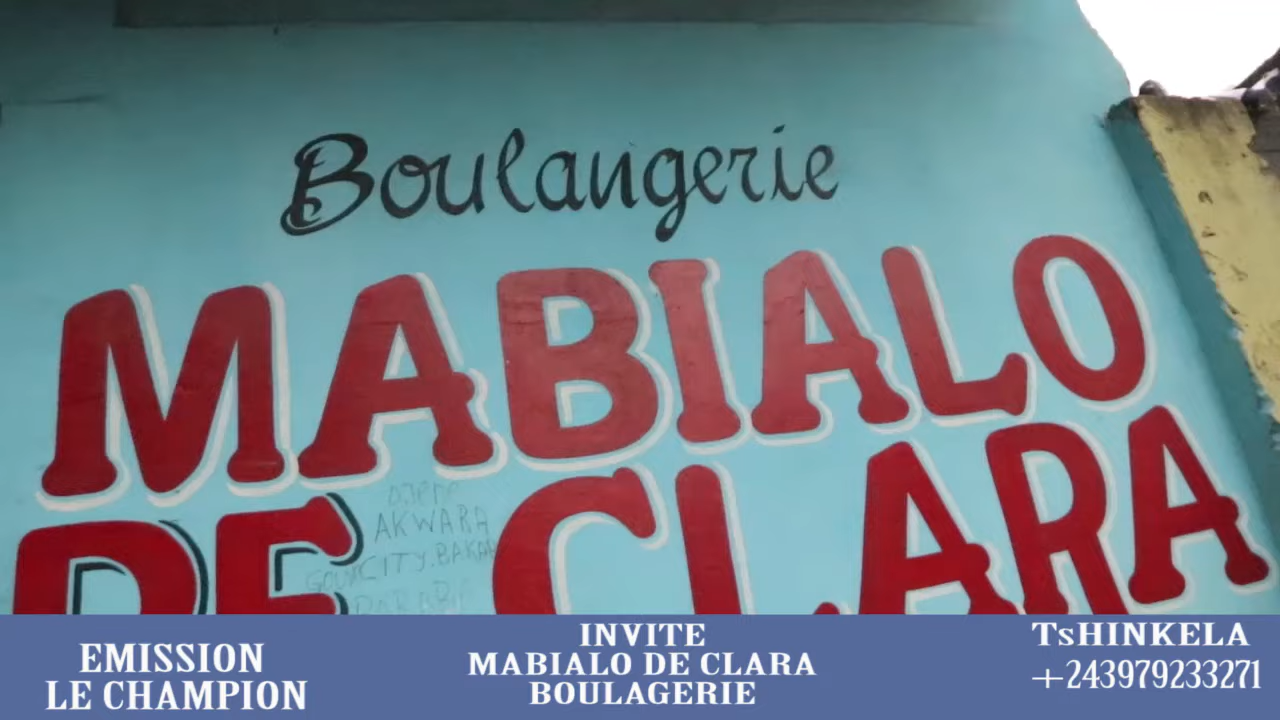 Boulangerie
MABIALO
DE CLARA
AKWARA
EMISSION
LE CHAMPION
INVITE
MABIALO DE CLARA
BOULAGERIE
TsHINKELA
+243979233271